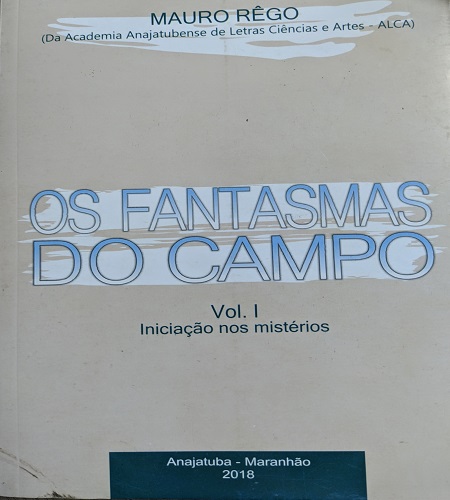 MAURO RÊGO
(Da Academia Anajatubense de Letras Ciências e Artes - ALCA)
OS FANTASMAS
DO CAMPO
Vol. I
Iniciação nos mistérios
Anajatuba - Maranhão
2018